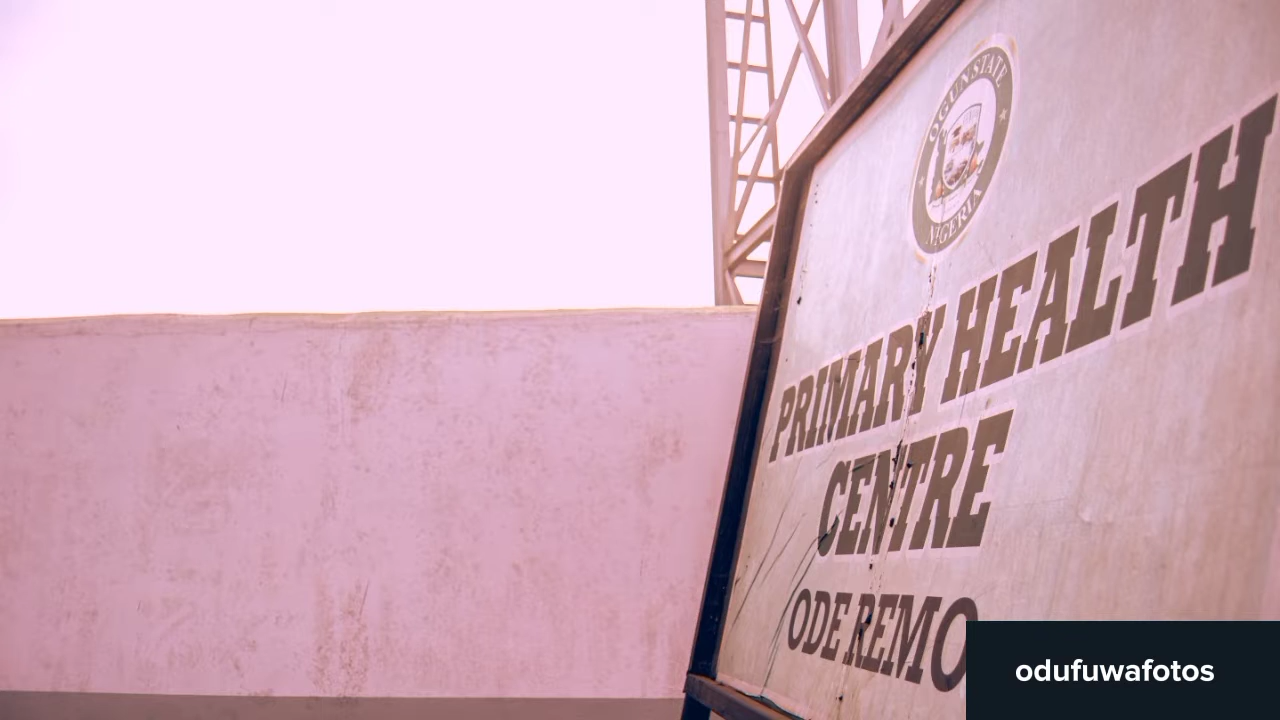 OGUN STATE
NIGERIA
PRIMARY HEALTH
CENTRE
ODE REMO
odufuwafotos